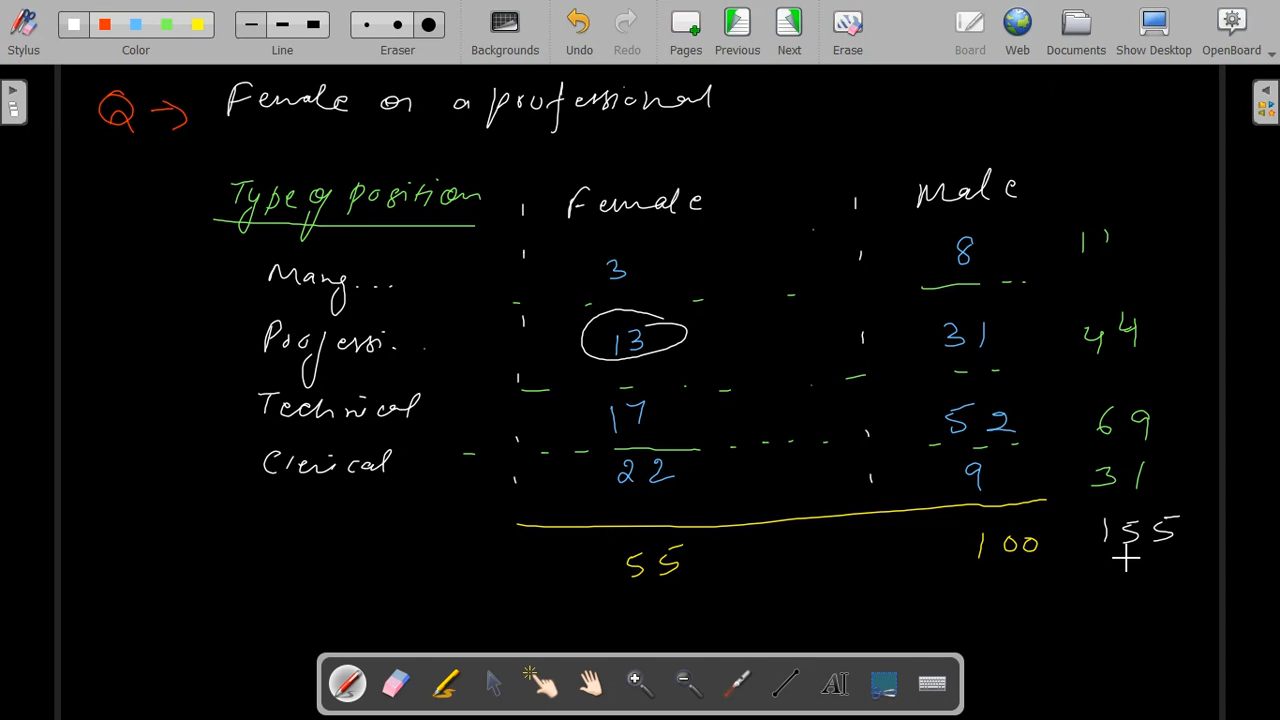 Color Line Eraser Backgrounds Undo Redo Pages Previous Next Erase Board Web Documents Show Desktop OpenBoard
Stylus
Q → Female or a professional
Type of position Female Male
Mang... 3 8 11
Professi.. 13 31 44
Technical 17 52 69
Clerical 22 9 31
55 100 155
AI